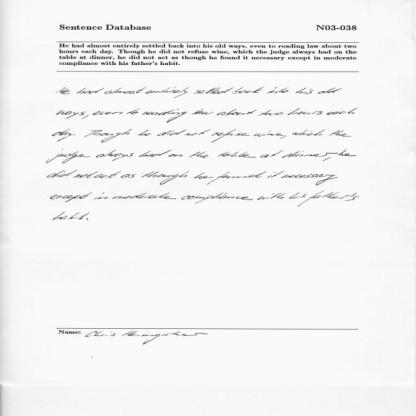 Sentence Database N03-038
He had almost entirely settled back into his old ways, even to reading law about two
hours each day. Though he did not refuse wine, which the judge always had on the
table at dinner, he did not act as though he found it necessary except in moderate
compliance with his father's habit.
He had almost entirely settled back into his old
ways, even to reading law about two hours each
day. Though he did not refuse wine, which the
judge always had on the table at dinner, he
did not act as though he found it necessary
except in moderate compliance with his father's
habit.
Name: Chris